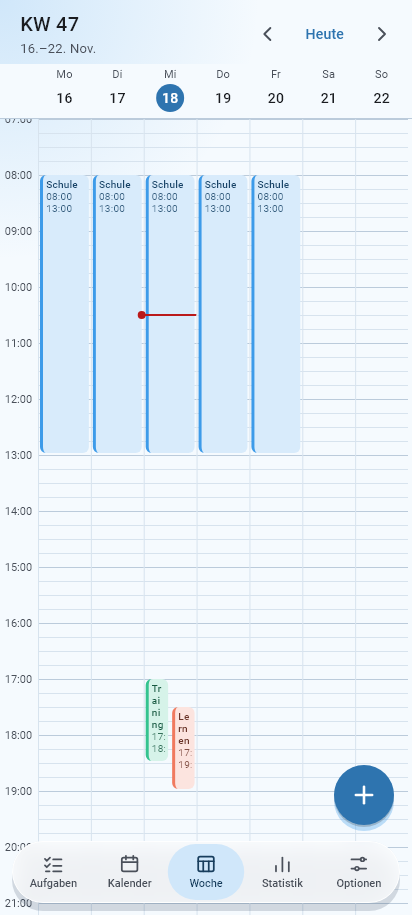 KW 47
16.–22. Nov.
Heute
Mo Di Mi Do Fr Sa So
16 17 18 19 20 21 22
07:00
08:00
Schule Schule Schule Schule Schule
08:00 08:00 08:00 08:00 08:00
13:00 13:00 13:00 13:00 13:00
09:00
10:00
11:00
12:00
13:00
14:00
15:00
16:00
17:00
Tr
ai
ni
ng
17:
18:
Le
rn
en
17:
19:
18:00
19:00
20:00
Aufgaben Kalender Woche Statistik Optionen
21:00